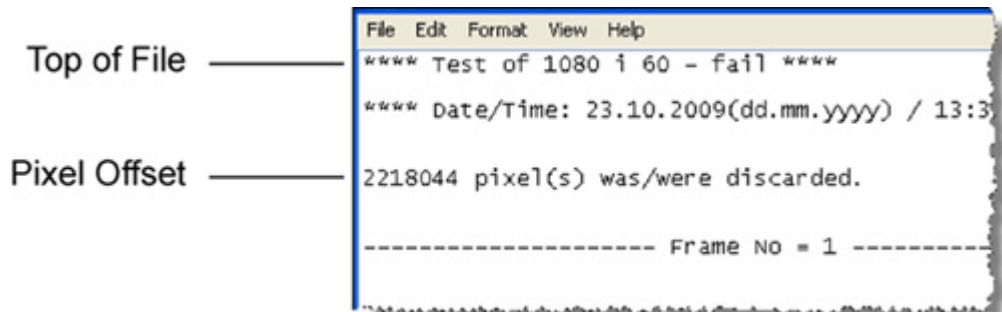 File Edit Format View Help
Top of File
**** Test of 1080 i 60 – fail ****
**** Date/Time: 23.10.2009(dd.mm.yyyy) / 13:3
Pixel Offset
2218044 pixel(s) was/were discarded.
--------------------- Frame No = 1 ----------